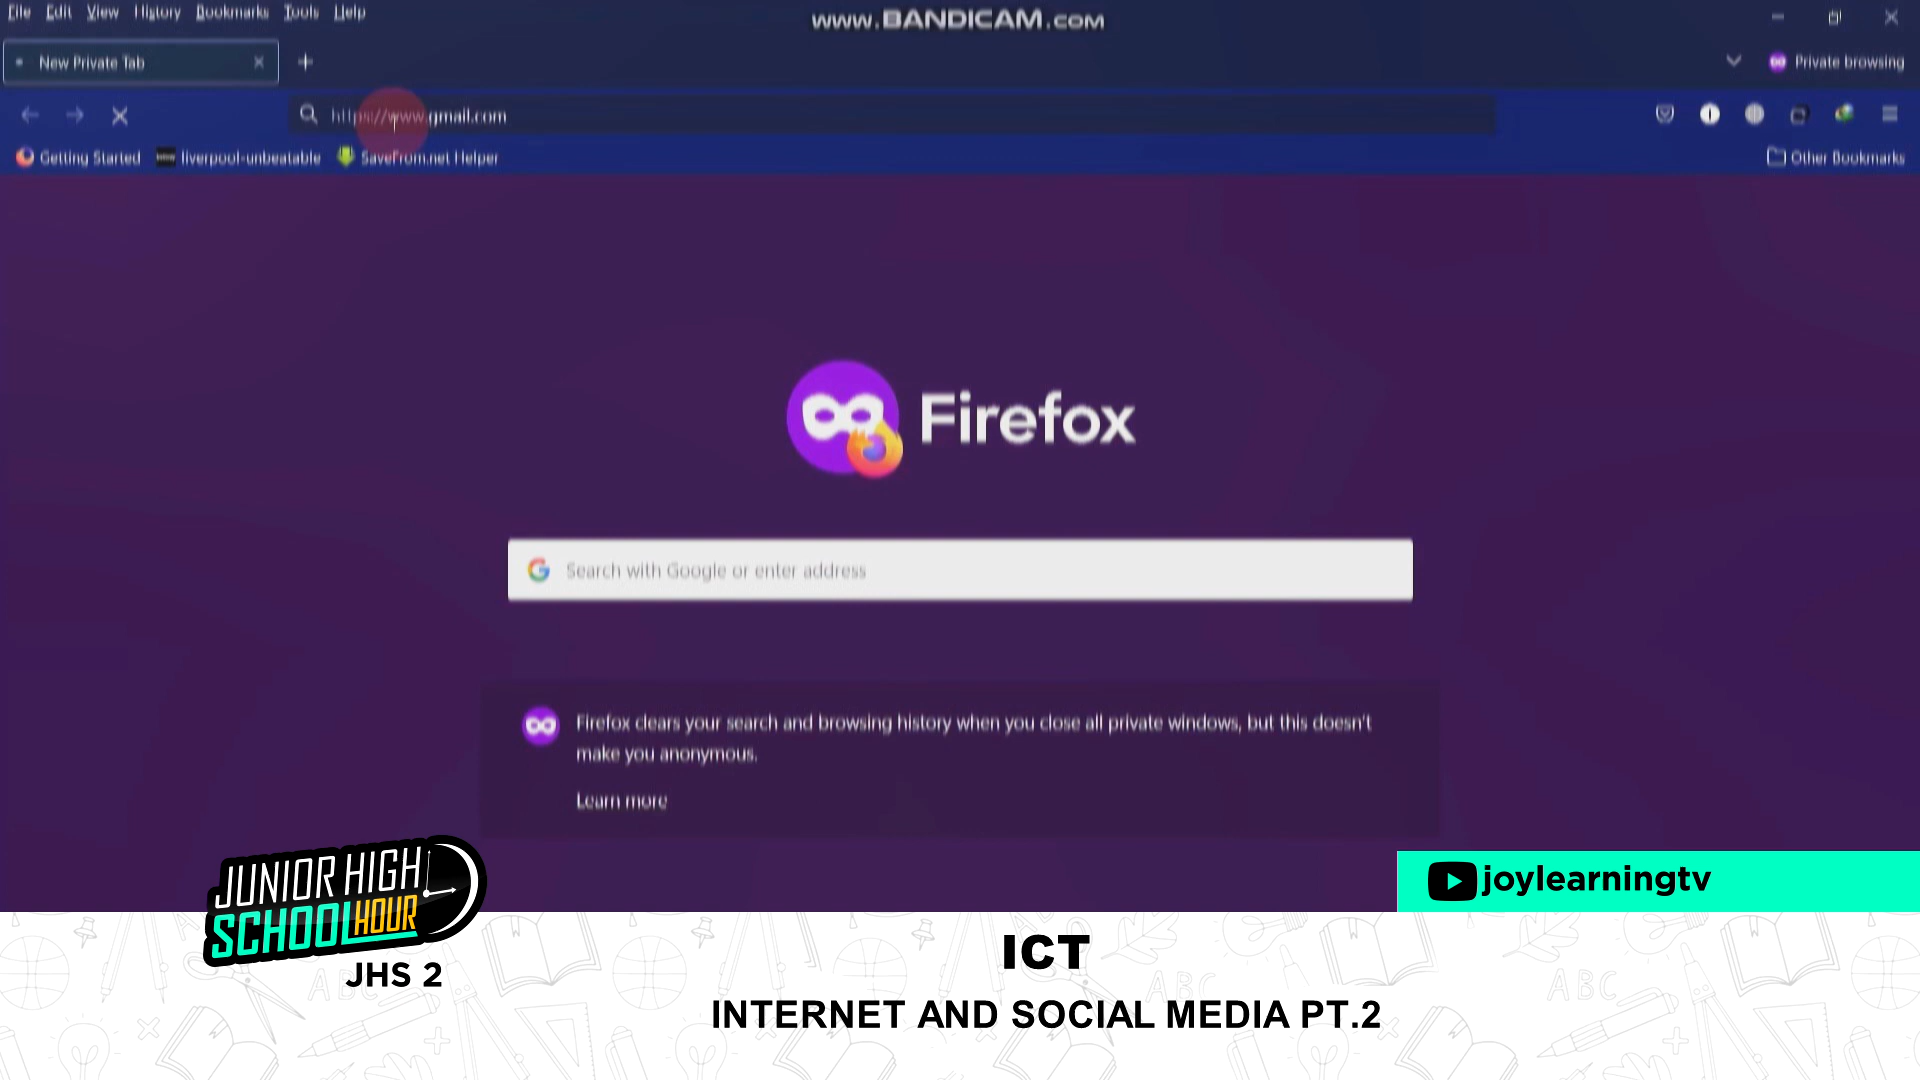 File Edit View History Bookmarks Tools Help
www.BANDICAM.com
New Private Tab
Private browsing
https://www.gmail.com
Getting Started liverpool-unbeatable SaveFrom.net Helper
Other Bookmarks
Firefox
Search with Google or enter address
Firefox clears your search and browsing history when you close all private windows, but this doesn't
make you anonymous.
Learn more
JUNIOR HIGH
SCHOOL HOUR
JHS 2
joylearningtv
ICT
INTERNET AND SOCIAL MEDIA PT.2
ABC
ABC